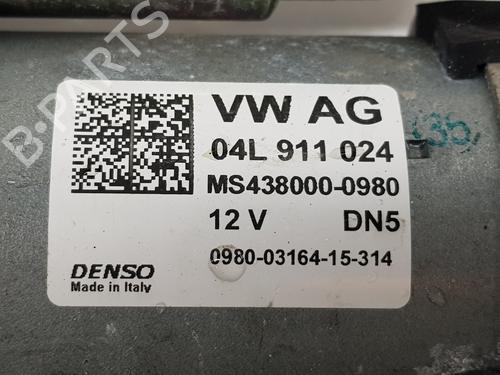 VW AG
04L 911 024
MS438000-0980
12 V DN5
0980-03164-15-314
DENSO
Made in Italy
B-PARTS